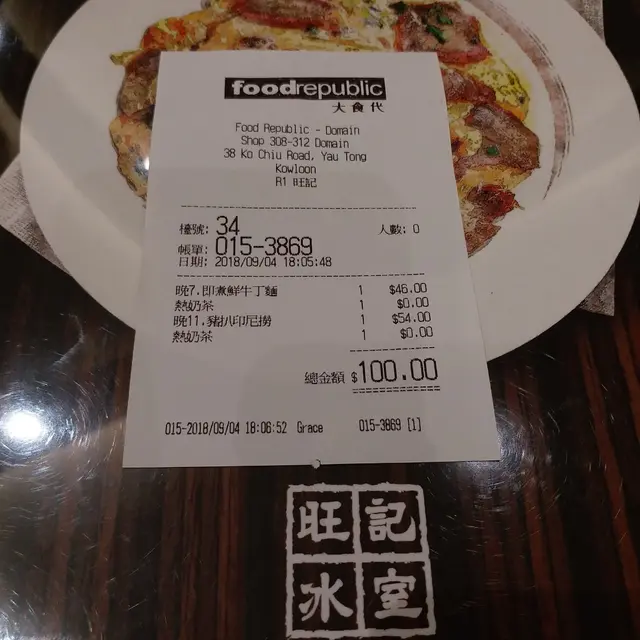 foodrepublic
大食代
Food Republic - Domain
Shop 308-312 Domain
38 Ko Chiu Road, Yau Tong
Kowloon
R1 旺記
檯號: 34 人數: 0
帳單: 015-3869
日期: 2018/09/04 18:05:48
晚7.即煮鮮牛丁麵 1 $46.00
熱奶茶 1 $0.00
晚11.豬扒印尼撈 1 $54.00
熱奶茶 1 $0.00
總金額 $100.00
015-2018/09/04 18:06:52 Grace 015-3869 [1]
旺記
冰室